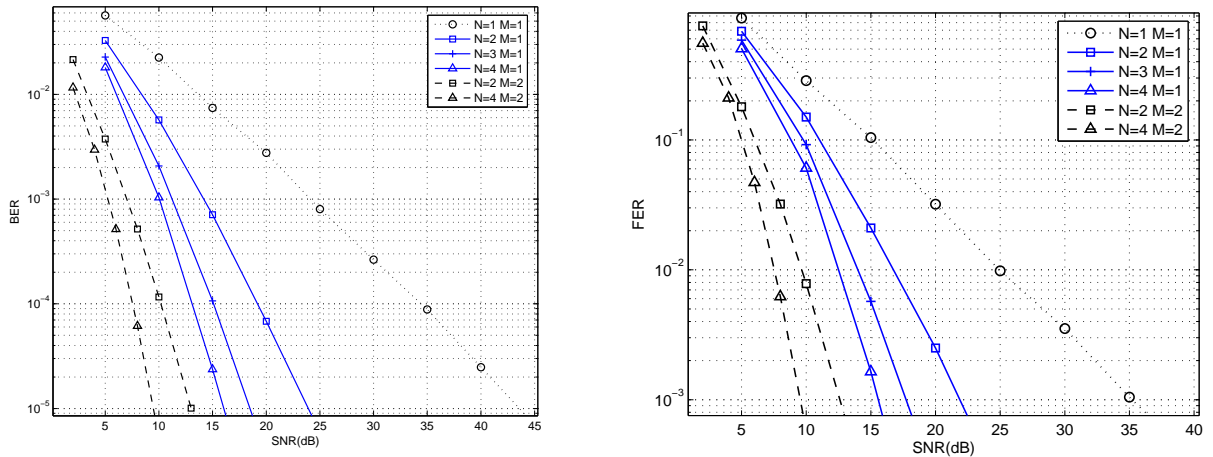 BER
10^-2
10^-3
10^-4
10^-5
5 10 15 20 25 30 35 40 45
SNR(dB)
N=1 M=1
N=2 M=1
N=3 M=1
N=4 M=1
N=2 M=2
N=4 M=2
FER
10^-1
10^-2
10^-3
5 10 15 20 25 30 35 40
SNR(dB)
N=1 M=1
N=2 M=1
N=3 M=1
N=4 M=1
N=2 M=2
N=4 M=2